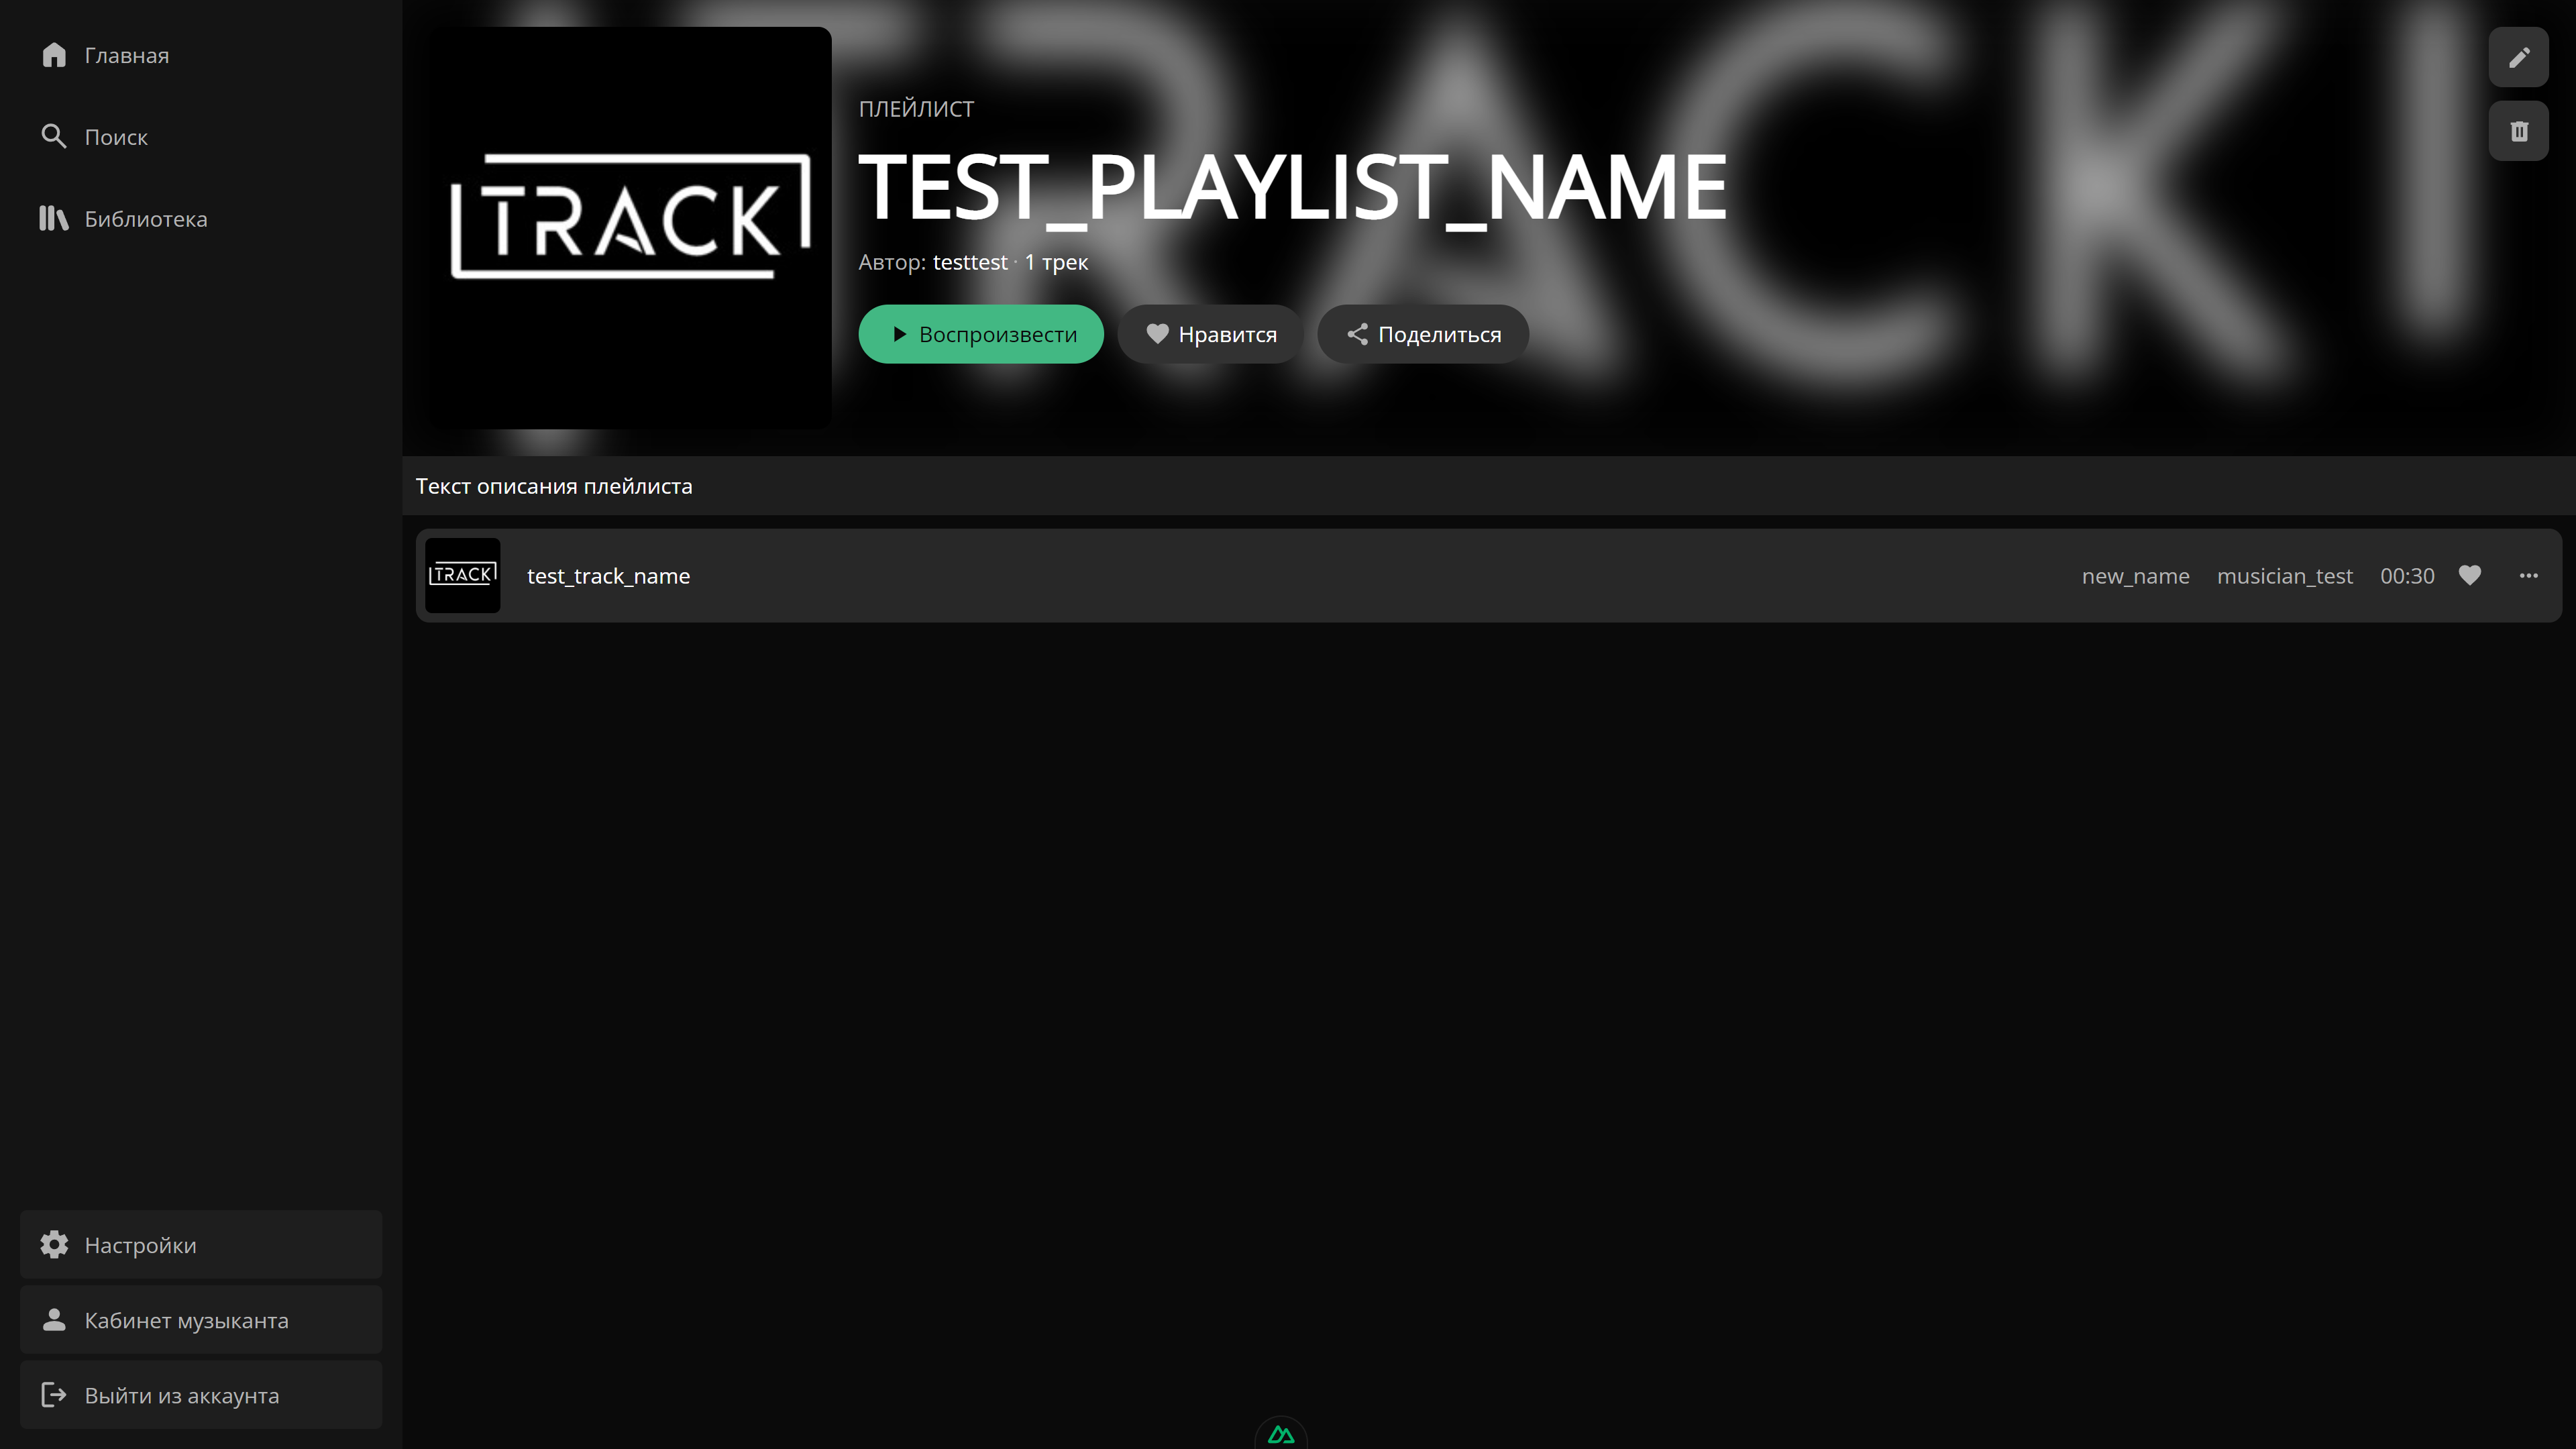 Главная
Поиск
Библиотека
TRACK
ПЛЕЙЛИСТ
TEST_PLAYLIST_NAME
Автор: testtest · 1 трек
Воспроизвести
Нравится
Поделиться
Текст описания плейлиста
TRACK
test_track_name
new_name
musician_test
00:30
Настройки
Кабинет музыканта
Выйти из аккаунта